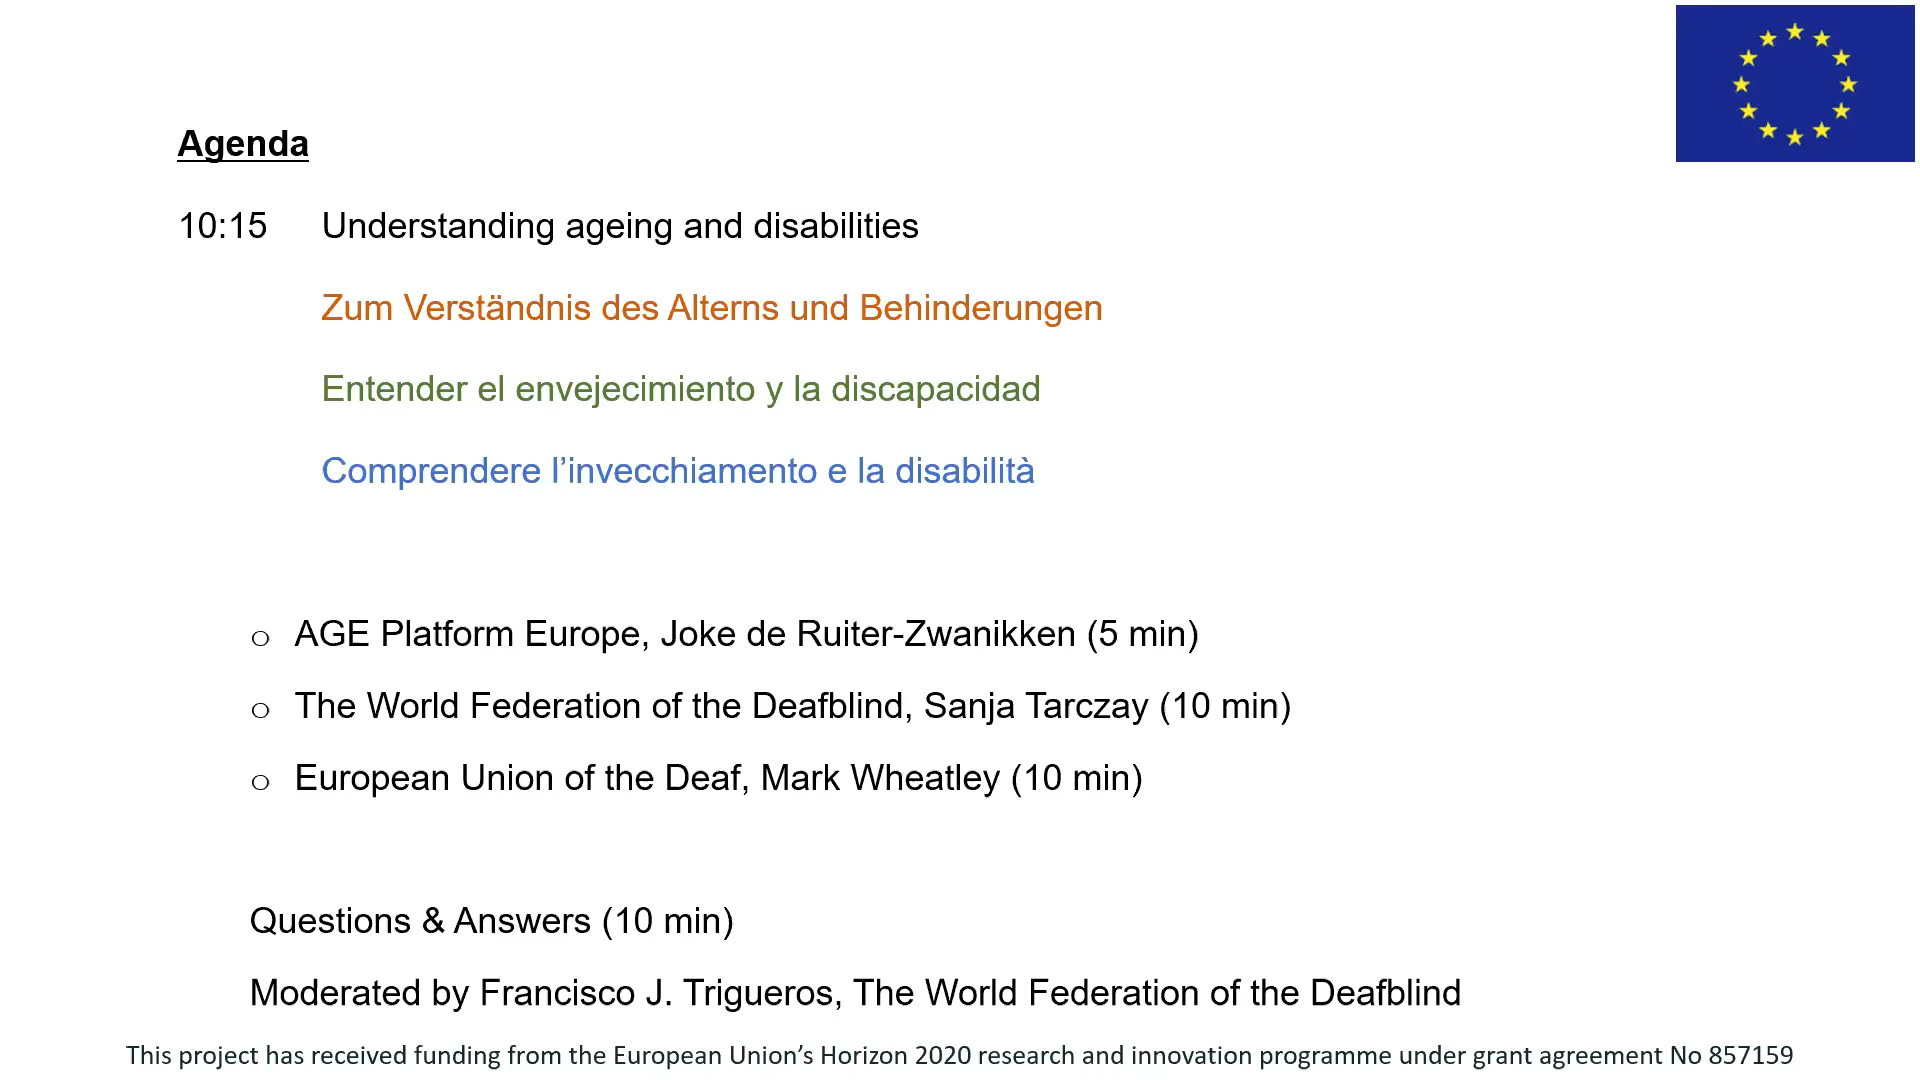 Agenda
10:15 Understanding ageing and disabilities
Zum Verständnis des Alterns und Behinderungen
Entender el envejecimiento y la discapacidad
Comprendere l’invecchiamento e la disabilità
o AGE Platform Europe, Joke de Ruiter-Zwanikken (5 min)
o The World Federation of the Deafblind, Sanja Tarczay (10 min)
o European Union of the Deaf, Mark Wheatley (10 min)
Questions & Answers (10 min)
Moderated by Francisco J. Trigueros, The World Federation of the Deafblind
This project has received funding from the European Union’s Horizon 2020 research and innovation programme under grant agreement No 857159